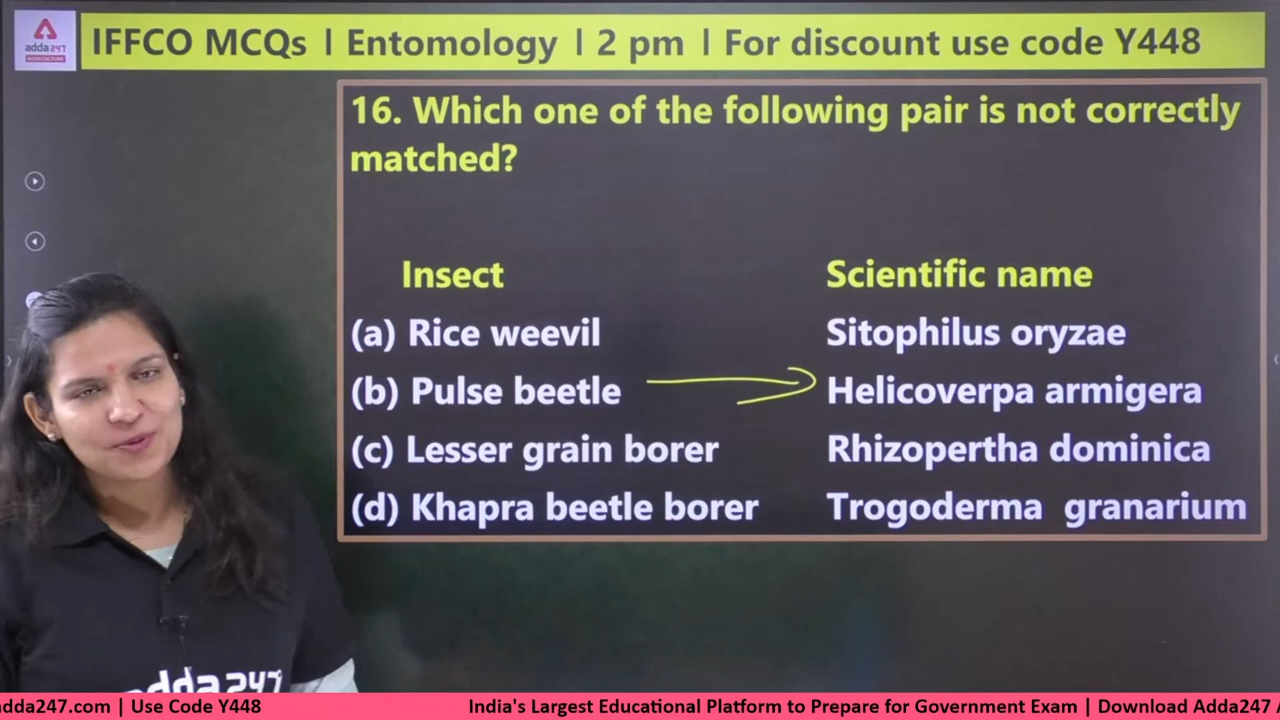 adda247
AGRICULTURE
IFFCO MCQs I Entomology I 2 pm I For discount use code Y448
16. Which one of the following pair is not correctly
matched?
Insect Scientific name
(a) Rice weevil Sitophilus oryzae
(b) Pulse beetle Helicoverpa armigera
(c) Lesser grain borer Rhizopertha dominica
(d) Khapra beetle borer Trogoderma granarium
adda247
dda247.com | Use Code Y448 India's Largest Educational Platform to Prepare for Government Exam | Download Adda247 A